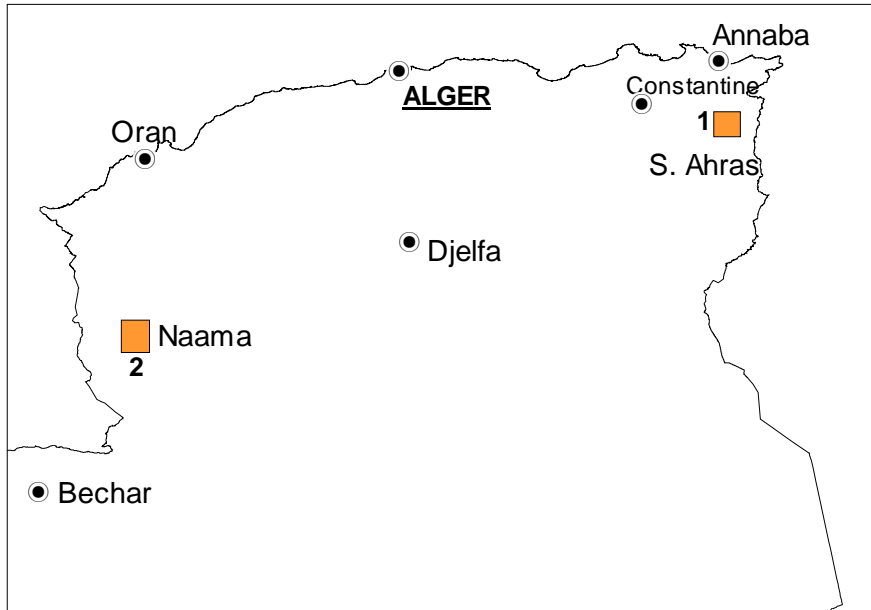 Annaba
Constantine
ALGER
1
Oran
S. Ahras
Djelfa
Naama
2
Bechar